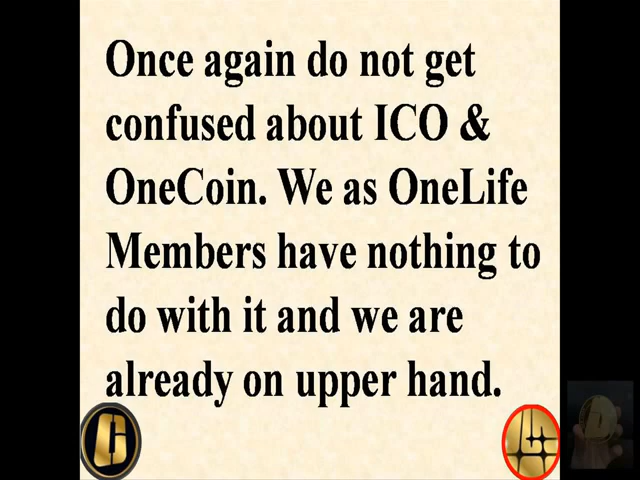 Once again do not get
confused about ICO &
OneCoin. We as OneLife
Members have nothing to
do with it and we are
already on upper hand.